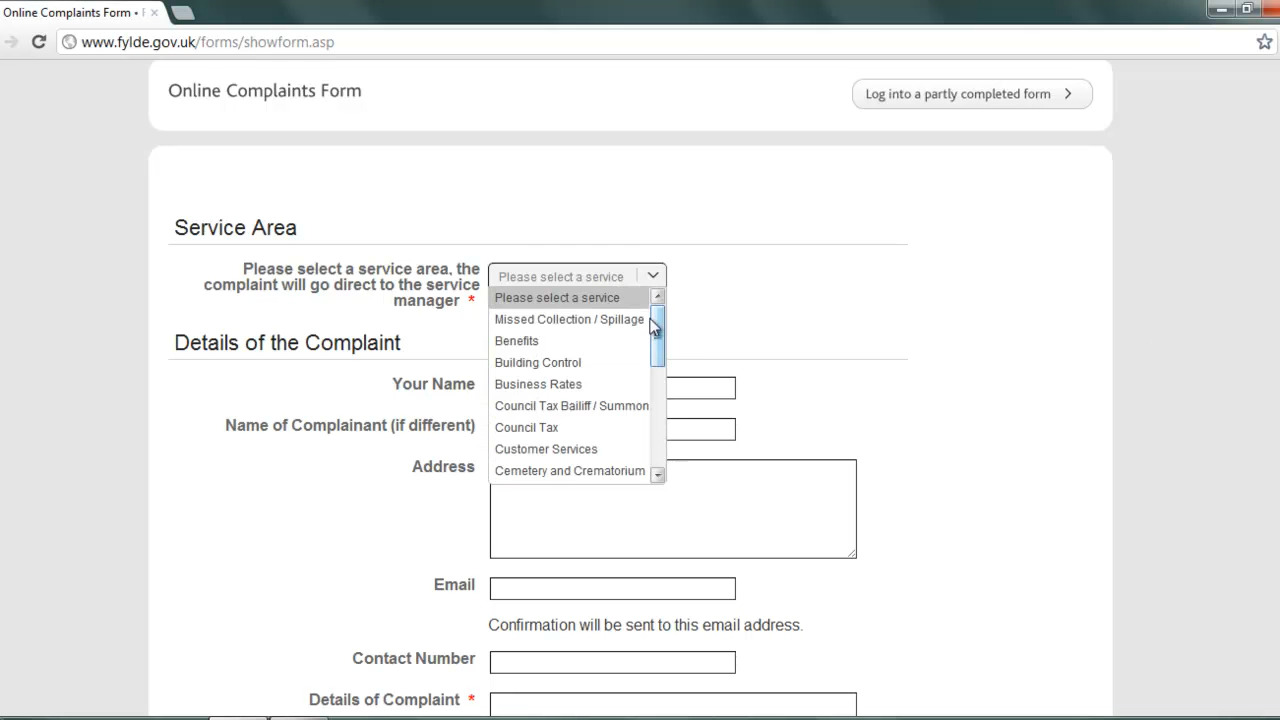 Online Complaints Form • F
www.fylde.gov.uk/forms/showform.asp
Online Complaints Form
Log into a partly completed form
Service Area
Please select a service area, the
complaint will go direct to the service
manager *
Please select a service
Please select a service
Missed Collection / Spillage
Benefits
Building Control
Business Rates
Council Tax Bailiff / Summon
Council Tax
Customer Services
Cemetery and Crematorium
Details of the Complaint
Your Name
Name of Complainant (if different)
Address
Email
Confirmation will be sent to this email address.
Contact Number
Details of Complaint *